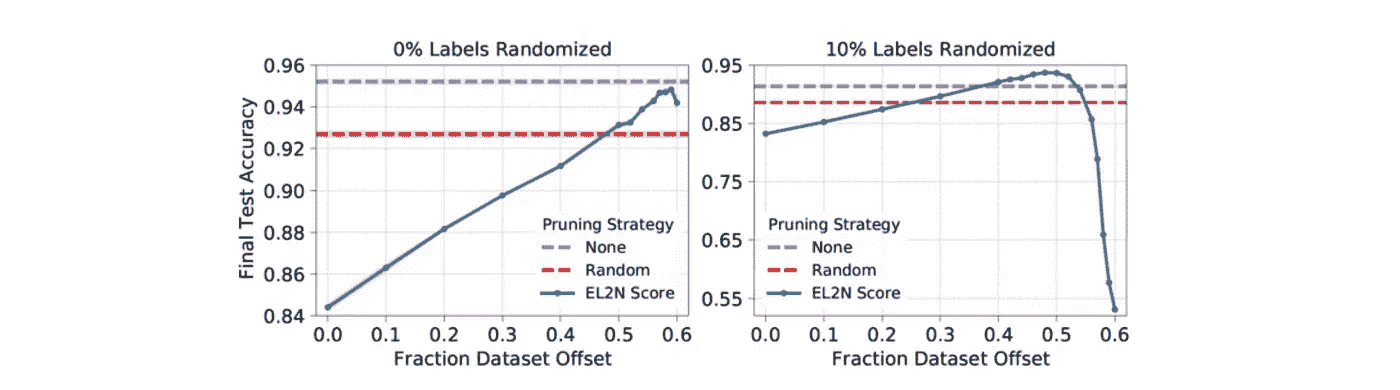 0% Labels Randomized
Final Test Accuracy
0.96
0.94
0.92
0.90
0.88
0.86
0.84
Pruning Strategy
None
Random
EL2N Score
0.0 0.1 0.2 0.3 0.4 0.5 0.6
Fraction Dataset Offset
10% Labels Randomized
0.95
0.85
0.75
0.65
0.55
Pruning Strategy
None
Random
EL2N Score
0.0 0.1 0.2 0.3 0.4 0.5 0.6
Fraction Dataset Offset